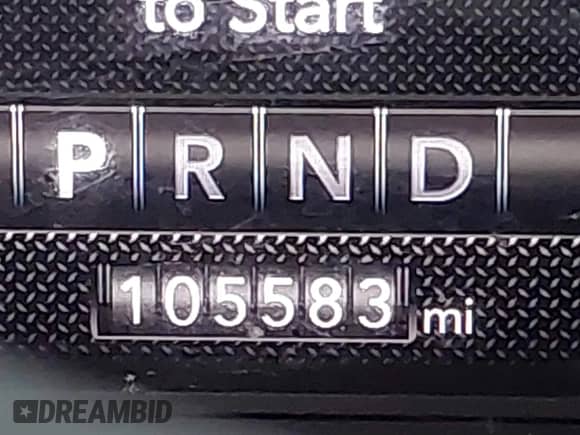 to Start
P R N D
105583 mi
DREAMBID